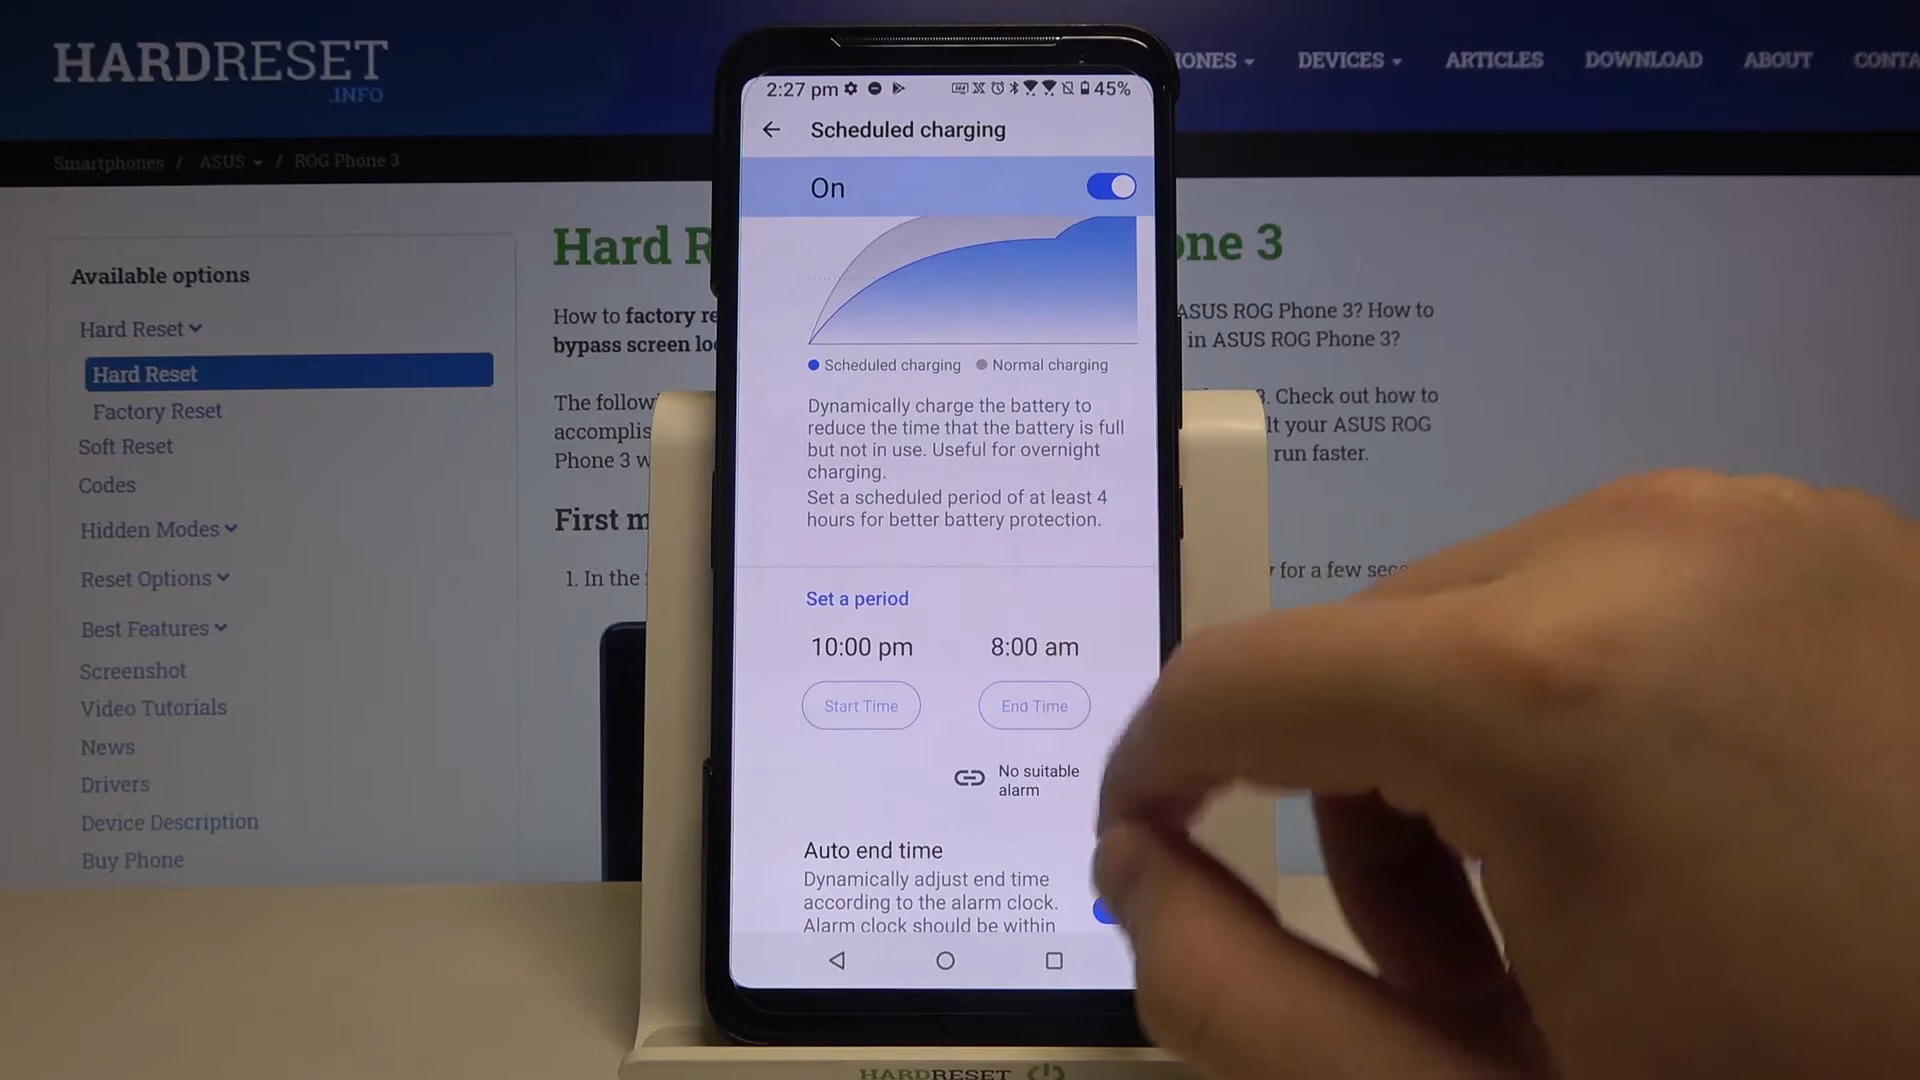 HARDRESET
.INFO
HONES
DEVICES
ARTICLES
DOWNLOAD
ABOUT
CONTA
Smartphones / ASUS / ROG Phone 3
Available options
Hard Reset
Hard Reset
Factory Reset
Soft Reset
Codes
Hidden Modes
Reset Options
Best Features
Screenshot
Video Tutorials
News
Drivers
Device Description
Buy Phone
Hard R
one 3
How to factory re
ASUS ROG Phone 3? How to
bypass screen lo
in ASUS ROG Phone 3?
The follow
3. Check out how to
accomplis
lt your ASUS ROG
Phone 3 w
run faster.
First m
1. In the
for a few sec
2:27 pm
45%
Scheduled charging
On
Scheduled charging
Normal charging
Dynamically charge the battery to
reduce the time that the battery is full
but not in use. Useful for overnight
charging.
Set a scheduled period of at least 4
hours for better battery protection.
Set a period
10:00 pm
8:00 am
Start Time
End Time
No suitable
alarm
Auto end time
Dynamically adjust end time
according to the alarm clock.
Alarm clock should be within
HARDRESET